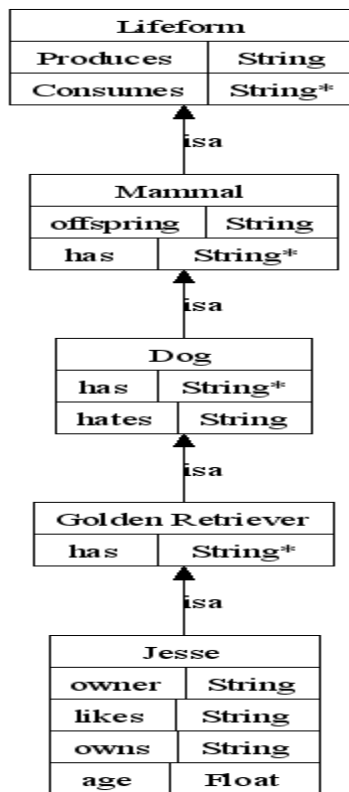 Lifeform
Produces String
Consumes String*
isa
Mammal
offspring String
has String*
isa
Dog
has String*
hates String
isa
Golden Retriever
has String*
isa
Jesse
owner String
likes String
owns String
age Float